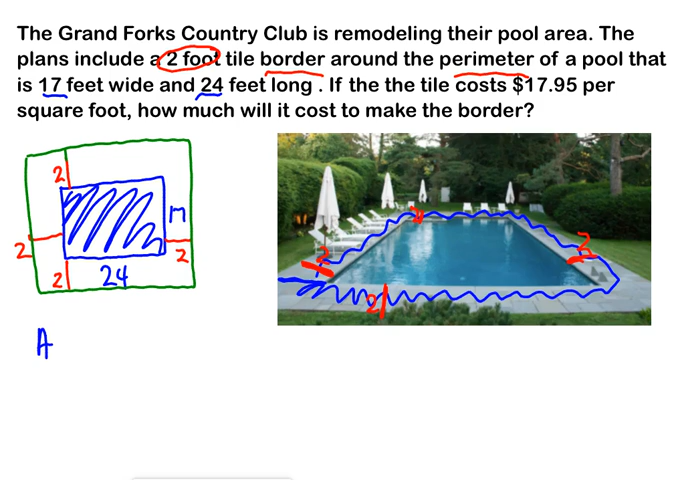 The Grand Forks Country Club is remodeling their pool area. The
plans include a 2 foot tile border around the perimeter of a pool that
is 17 feet wide and 24 feet long . If the the tile costs $17.95 per
square foot, how much will it cost to make the border?
2
17
2
2
2
24
A
2
2
2
2